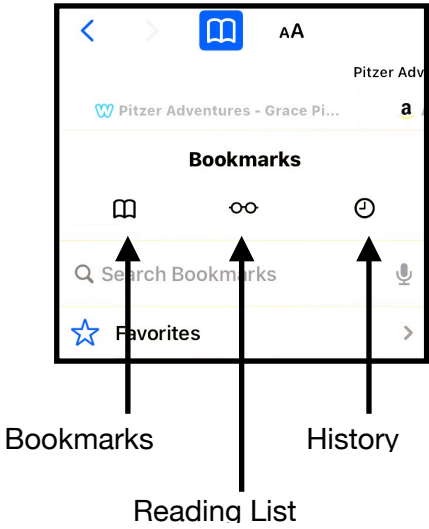 AA
Pitzer Adv
Pitzer Adventures - Grace Pi...
a
Bookmarks
Search Bookmarks
Favorites
Bookmarks
History
Reading List